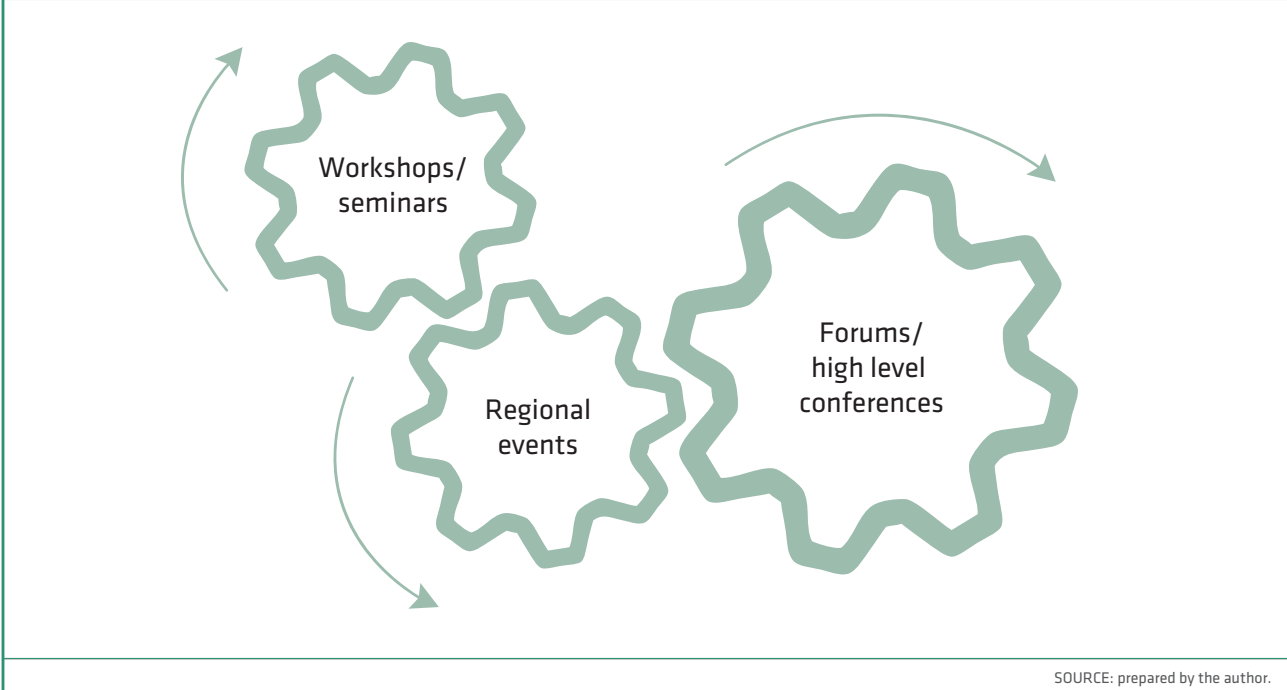 Workshops/
seminars
Regional
events
Forums/
high level
conferences
SOURCE: prepared by the author.